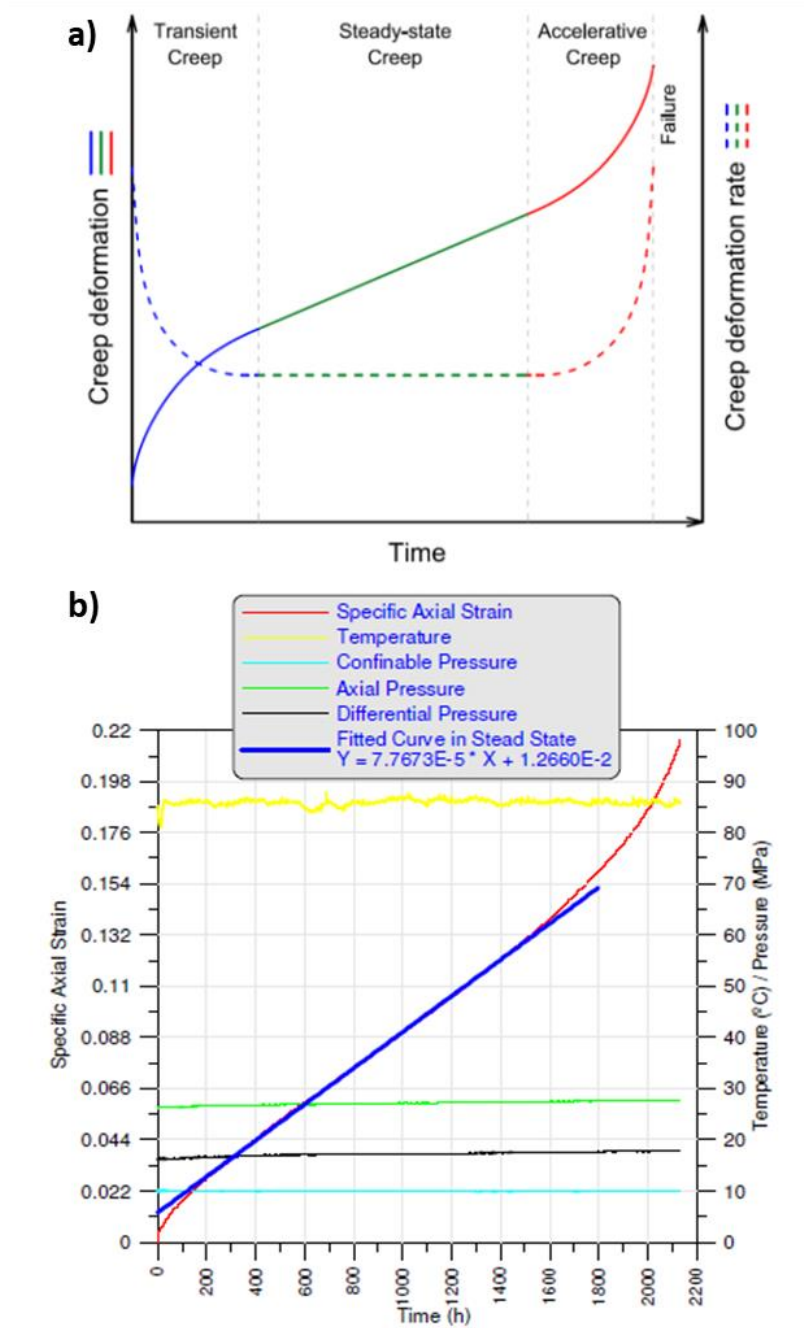 a)
Transient
Creep
Steady-state
Creep
Accelerative
Creep
Failure
Creep deformation
Creep deformation rate
Time
b)
Specific Axial Strain
Temperature
Confinable Pressure
Axial Pressure
Differential Pressure
Fitted Curve in Stead State
Y = 7.7673E-5 * X + 1.2660E-2
0.22
0.198
0.176
0.154
0.132
0.11
0.088
0.066
0.044
0.022
0
Specific Axial Strain
100
90
80
70
60
50
40
30
20
10
0
Temperature (ºC) / Pressure (MPa)
0
200
400
600
800
1000
1200
1400
1600
1800
2000
2200
Time (h)